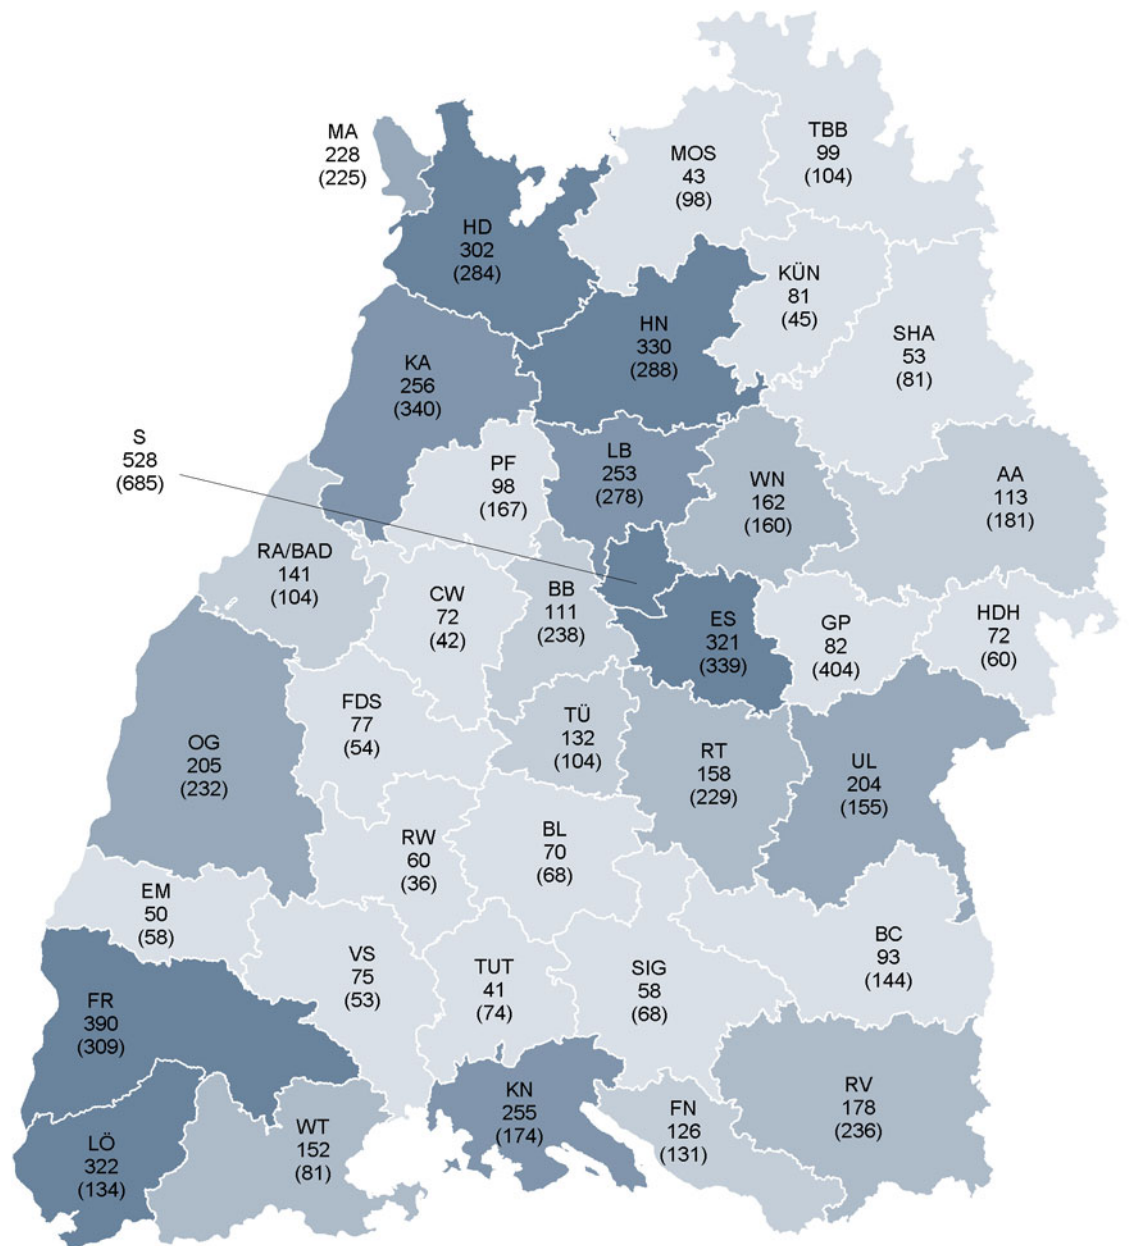 TBB
99
(104)
MA
228
(225)
MOS
43
(98)
HD
302
(284)
KÜN
81
(45)
HN
330
(288)
SHA
53
(81)
KA
256
(340)
S
528
(685)
LB
253
(278)
PF
98
(167)
WN
162
(160)
AA
113
(181)
RA/BAD
141
(104)
CW
72
(42)
BB
111
(238)
ES
321
(339)
GP
82
(404)
HDH
72
(60)
FDS
77
(54)
TÜ
132
(104)
OG
205
(232)
RT
158
(229)
UL
204
(155)
RW
60
(36)
BL
70
(68)
EM
50
(58)
VS
75
(53)
TUT
41
(74)
SIG
58
(68)
BC
93
(144)
FR
390
(309)
KN
255
(174)
RV
178
(236)
FN
126
(131)
WT
152
(81)
LÖ
322
(134)